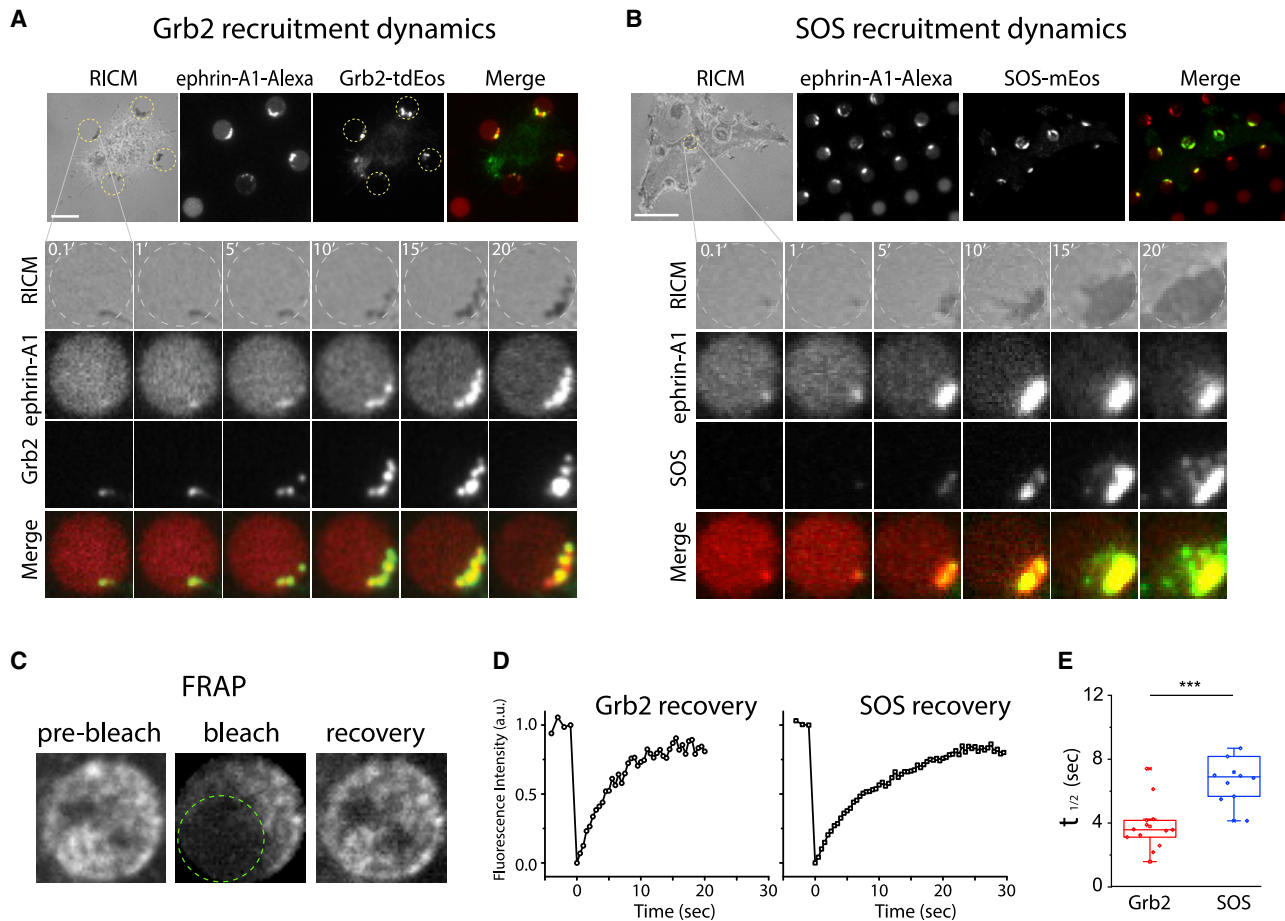 A
Grb2 recruitment dynamics
RICM
ephrin-A1-Alexa
Grb2-tdEos
Merge
0.1′
1′
5′
10′
15′
20′
RICM
ephrin-A1
Grb2
Merge
B
SOS recruitment dynamics
RICM
ephrin-A1-Alexa
SOS-mEos
Merge
0.1′
1′
5′
10′
15′
20′
RICM
ephrin-A1
SOS
Merge
C
FRAP
pre-bleach
bleach
recovery
D
Grb2 recovery
SOS recovery
Fluorescence Intensity (a.u.)
1.0
0.5
0.0
0
10
20
30
Time (sec)
0
10
20
30
Time (sec)
E
***
t 1/2 (sec)
12
8
4
0
Grb2
SOS